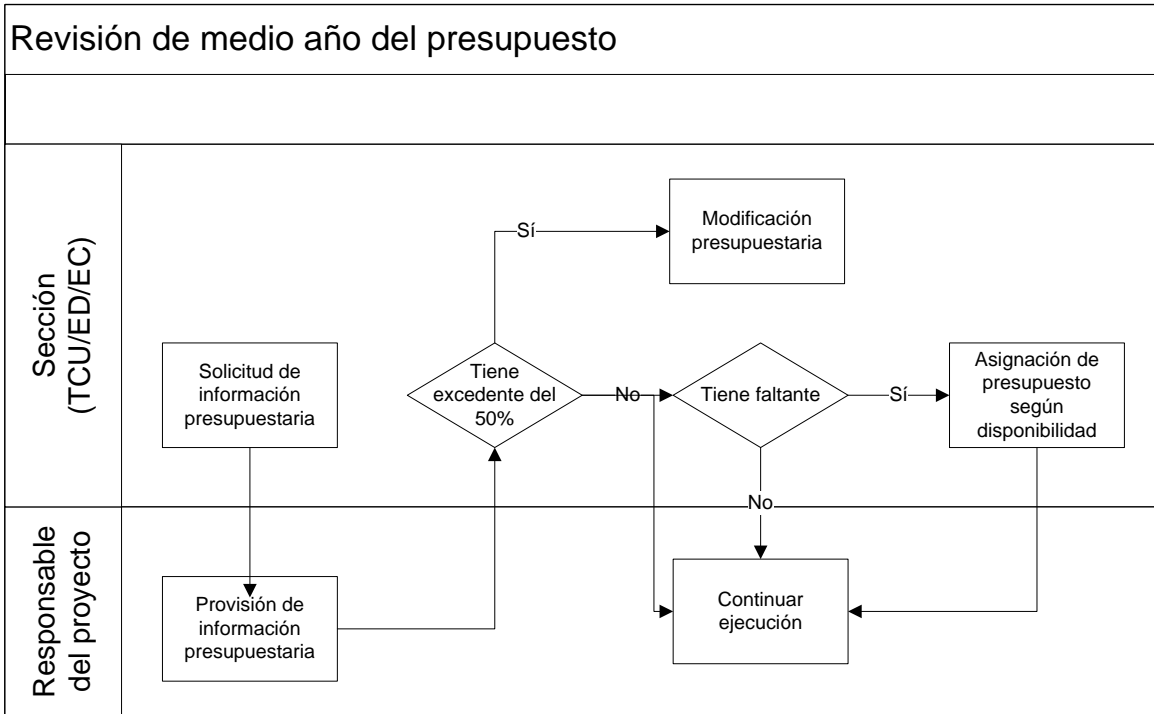 Revisión de medio año del presupuesto
Sección
(TCU/ED/EC)
Modificación
presupuestaria
Sí
Solicitud de
información
presupuestaria
Tiene
excedente del
50%
No
Tiene faltante
Sí
Asignación de
presupuesto
según
disponibilidad
No
Responsable
del proyecto
Provisión de
información
presupuestaria
Continuar
ejecución